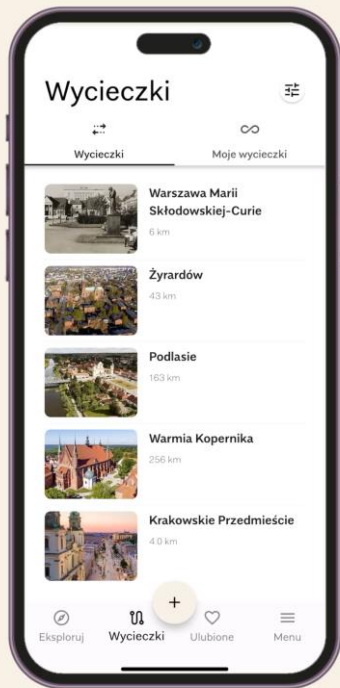 Wycieczki
Wycieczki
Moje wycieczki
Warszawa Marii
Skłodowskiej-Curie
6 km
Żyrardów
43 km
Podlasie
163 km
Warmia Kopernika
256 km
Krakowskie Przedmieście
4.0 km
+
Eksploruj
Wycieczki
Ulubione
Menu